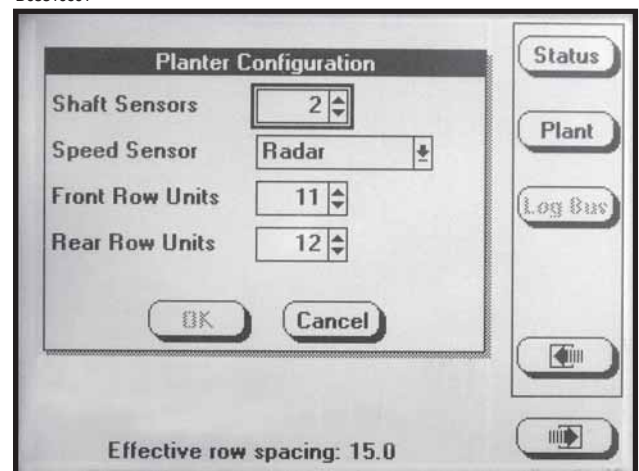 Planter Configuration
Shaft Sensors 2
Speed Sensor Radar
Front Row Units 11
Rear Row Units 12
OK Cancel
Effective row spacing: 15.0
Status
Plant
Log Bus